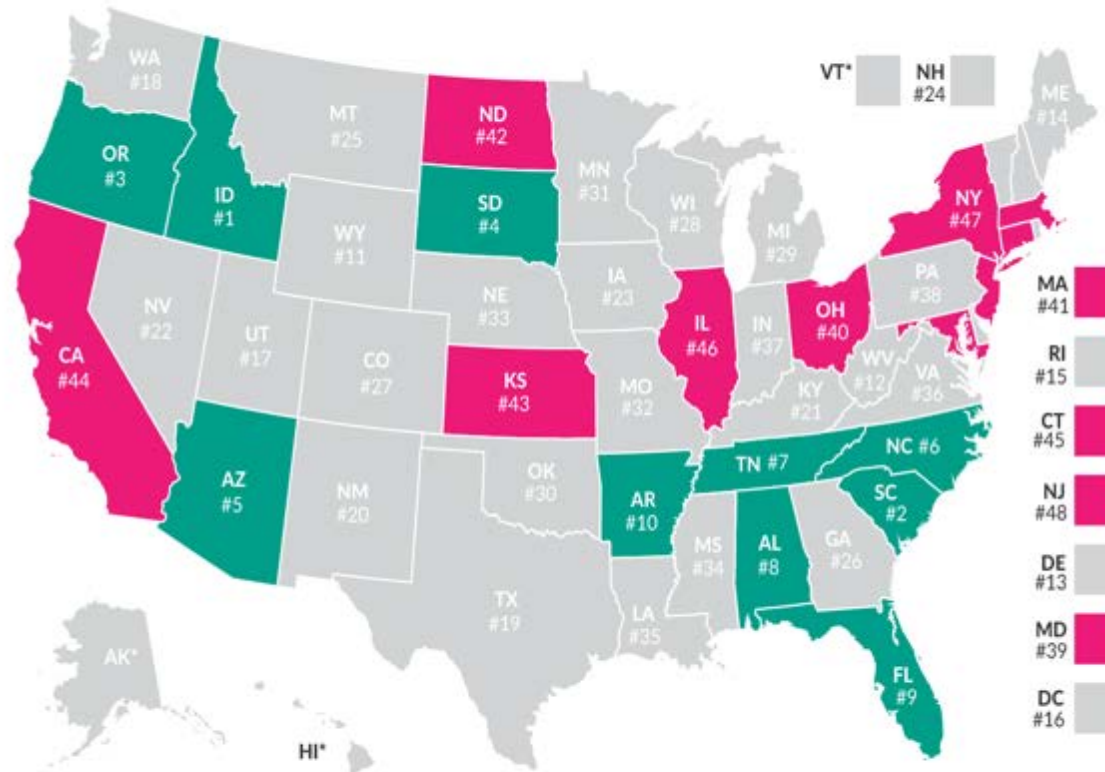 WA
#18
OR
#3
ID
#1
MT
#25
ND
#42
SD
#4
WY
#11
MN
#31
WI
#28
MI
#29
VT*
NH
#24
ME
#14
NY
#47
CA
#44
NV
#22
UT
#17
CO
#27
NE
#33
KS
#43
IA
#23
MO
#32
IL
#46
IN
#37
OH
#40
PA
#38
WV
#12
VA
#36
KY
#21
AZ
#5
NM
#20
OK
#30
TX
#19
AR
#10
LA
#35
MS
#34
TN #7
AL
#8
GA
#26
NC #6
SC
#2
FL
#9
AK*
HI*
MA
#41
RI
#15
CT
#45
NJ
#48
DE
#13
MD
#39
DC
#16